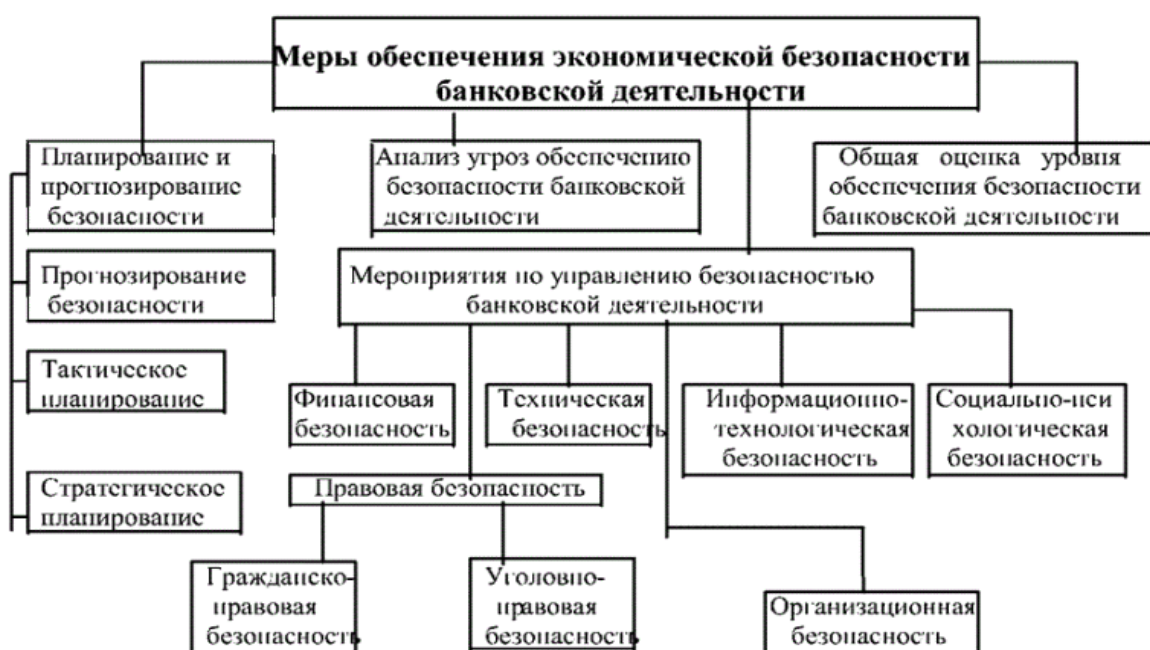 Меры обеспечения экономической безопасности
банковской деятельности
Планирование и
прогнозирование
безопасности
Анализ угроз обеспечению
безопасности банковской
деятельности
Общая оценка уровня
обеспечения безопасности
банковской деятельности
Прогнозирование
безопасности
Мероприятия по управлению безопасностью
банковской деятельности
Тактическое
планирование
Финансовая
безопасность
Техническая
безопасность
Информационно-
технологическая
безопасность
Социально-пси
хологическая
безопасность
Стратегическое
планирование
Правовая безопасность
Гражданско-
правовая
безопасность
Уголовно-
правовая
безопасность
Организационная
безопасность